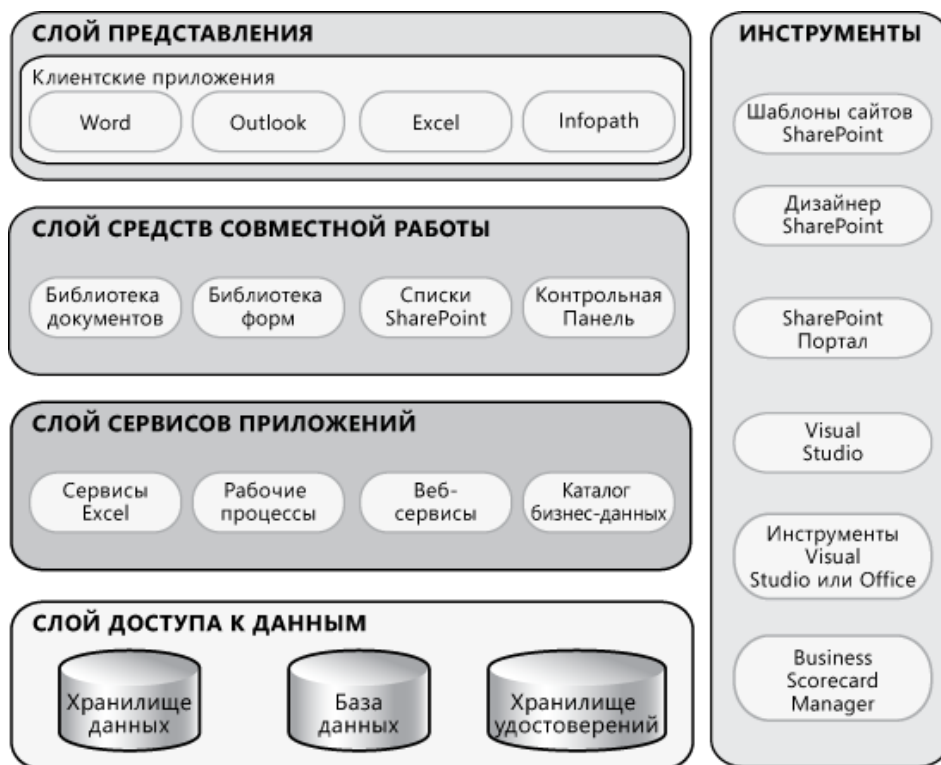 СЛОЙ ПРЕДСТАВЛЕНИЯ
Клиентские приложения
Word
Outlook
Excel
Infopath
СЛОЙ СРЕДСТВ СОВМЕСТНОЙ РАБОТЫ
Библиотека
документов
Библиотека
форм
Списки
SharePoint
Контрольная
Панель
СЛОЙ СЕРВИСОВ ПРИЛОЖЕНИЙ
Сервисы
Excel
Рабочие
процессы
Веб-
сервисы
Каталог
бизнес-данных
СЛОЙ ДОСТУПА К ДАННЫМ
Хранилище
данных
База
данных
Хранилище
удостоверений
ИНСТРУМЕНТЫ
Шаблоны сайтов
SharePoint
Дизайнер
SharePoint
SharePoint
Портал
Visual
Studio
Инструменты
Visual
Studio или Office
Business
Scorecard
Manager